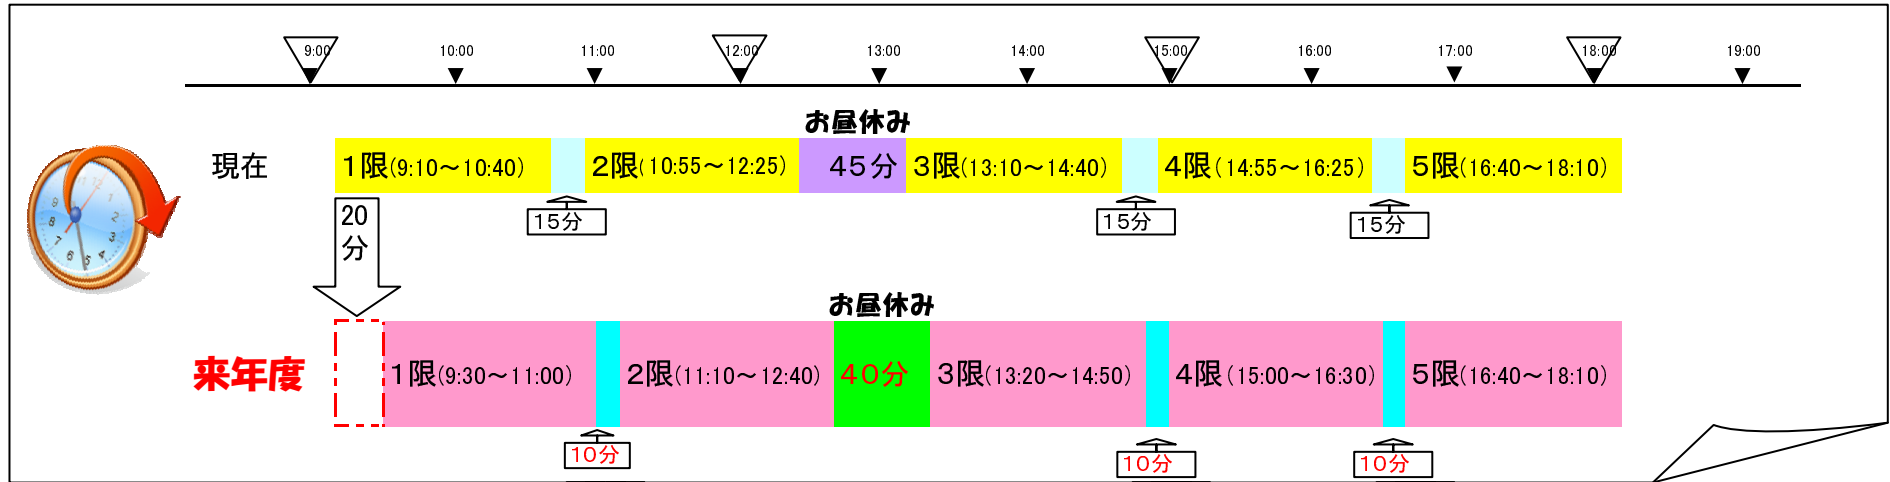 9:00 10:00 11:00 12:00 13:00 14:00 15:00 16:00 17:00 18:00 19:00
お昼休み
現在 1限(9:10～10:40) 2限(10:55～12:25) 45分 3限(13:10～14:40) 4限(14:55～16:25) 5限(16:40～18:10)
15分 15分 15分
20
分
お昼休み
来年度 1限(9:30～11:00) 2限(11:10～12:40) 40分 3限(13:20～14:50) 4限(15:00～16:30) 5限(16:40～18:10)
10分 10分 10分